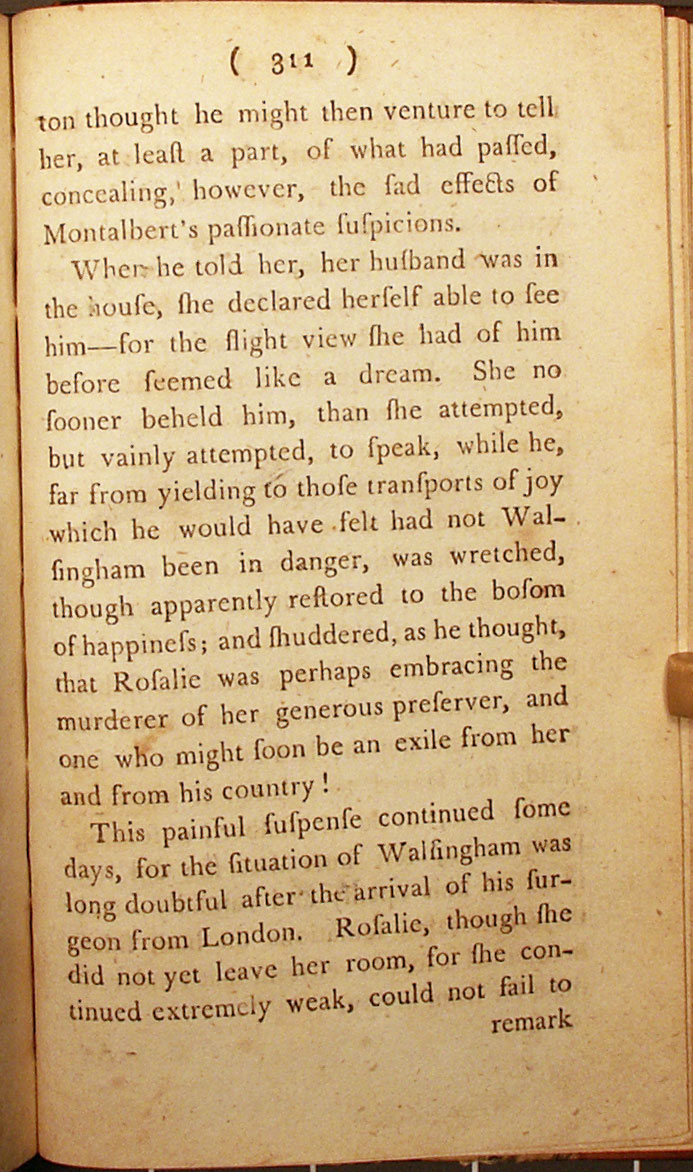 ( 311 )
ton thought he might then venture to tell
her, at leaſt a part, of what had paſſed,
concealing, however, the ſad effects of
Montalbert's paſſionate ſuſpicions.
When he told her, her huſband was in
the houſe, ſhe declared herſelf able to ſee
him—for the ſlight view ſhe had of him
before ſeemed like a dream. She no
ſooner beheld him, than ſhe attempted,
but vainly attempted, to ſpeak, while he,
far from yielding to thoſe tranſports of joy
which he would have felt had not Wal-
ſingham been in danger, was wretched,
though apparently reſtored to the boſom
of happineſs; and ſhuddered, as he thought,
that Roſalie was perhaps embracing the
murderer of her generous preſerver, and
one who might ſoon be an exile from her
and from his country!
This painful ſuſpenſe continued ſome
days, for the ſituation of Walſingham was
long doubtful after the arrival of his ſur-
geon from London. Roſalie, though ſhe
did not yet leave her room, for ſhe con-
tinued extremely weak, could not fail to
remark